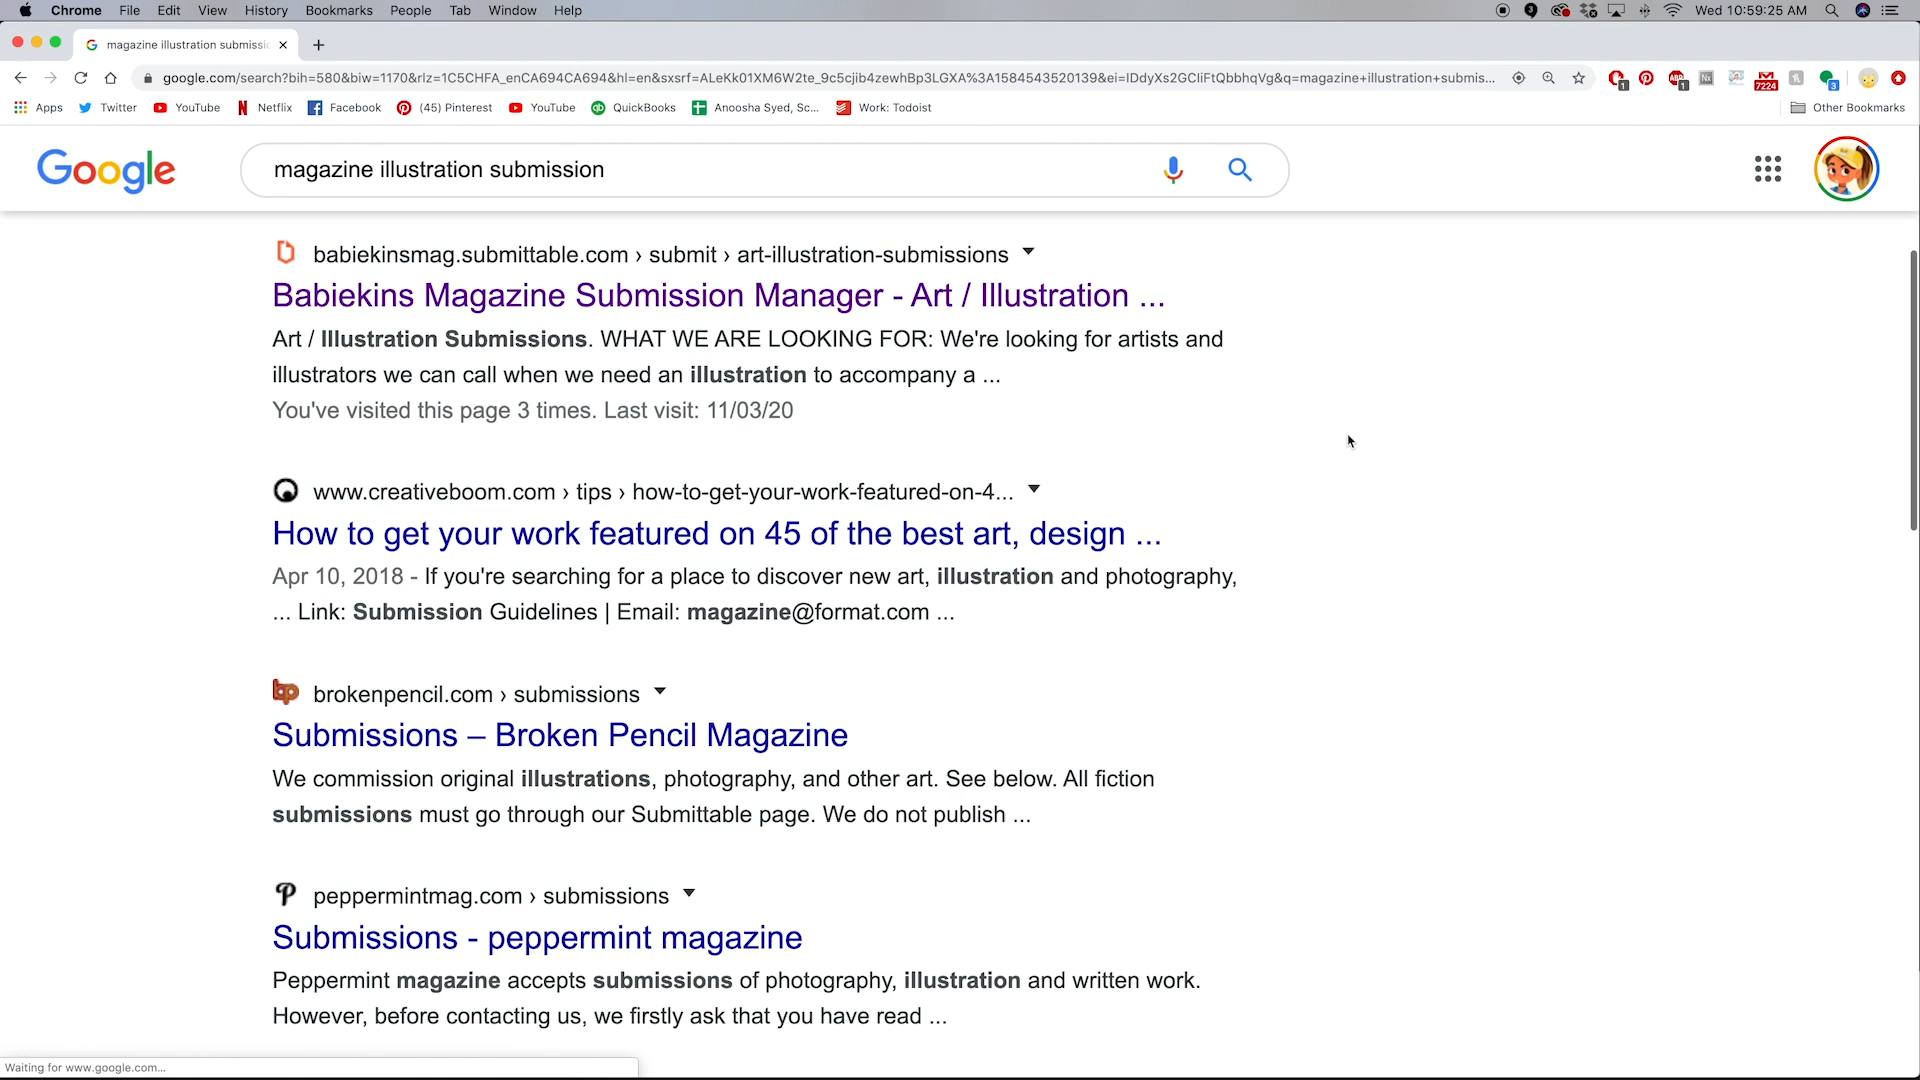 Chrome File Edit View History Bookmarks People Tab Window Help Wed 10:59:25 AM
magazine illustration submissic
google.com/search?bih=580&biw=1170&rlz=1C5CHFA_enCA694CA694&hl=en&sxsrf=ALeKk01XM6W2te_9c5cjib4zewhBp3LGXA%3A1584543520139&ei=IDdyXs2GCIiFtQbbhqVg&q=magazine+illustration+submis...
7224 3
Apps Twitter YouTube Netflix Facebook (45) Pinterest YouTube QuickBooks Anoosha Syed, Sc... Work: Todoist Other Bookmarks
Google magazine illustration submission
babiekinsmag.submittable.com › submit › art-illustration-submissions
Babiekins Magazine Submission Manager - Art / Illustration ...
Art / Illustration Submissions. WHAT WE ARE LOOKING FOR: We're looking for artists and
illustrators we can call when we need an illustration to accompany a ...
You've visited this page 3 times. Last visit: 11/03/20
www.creativeboom.com › tips › how-to-get-your-work-featured-on-4...
How to get your work featured on 45 of the best art, design ...
Apr 10, 2018 - If you're searching for a place to discover new art, illustration and photography,
... Link: Submission Guidelines | Email: magazine@format.com ...
bp brokenpencil.com › submissions
Submissions – Broken Pencil Magazine
We commission original illustrations, photography, and other art. See below. All fiction
submissions must go through our Submittable page. We do not publish ...
peppermintmag.com › submissions
Submissions - peppermint magazine
Peppermint magazine accepts submissions of photography, illustration and written work.
However, before contacting us, we firstly ask that you have read ...
Waiting for www.google.com...